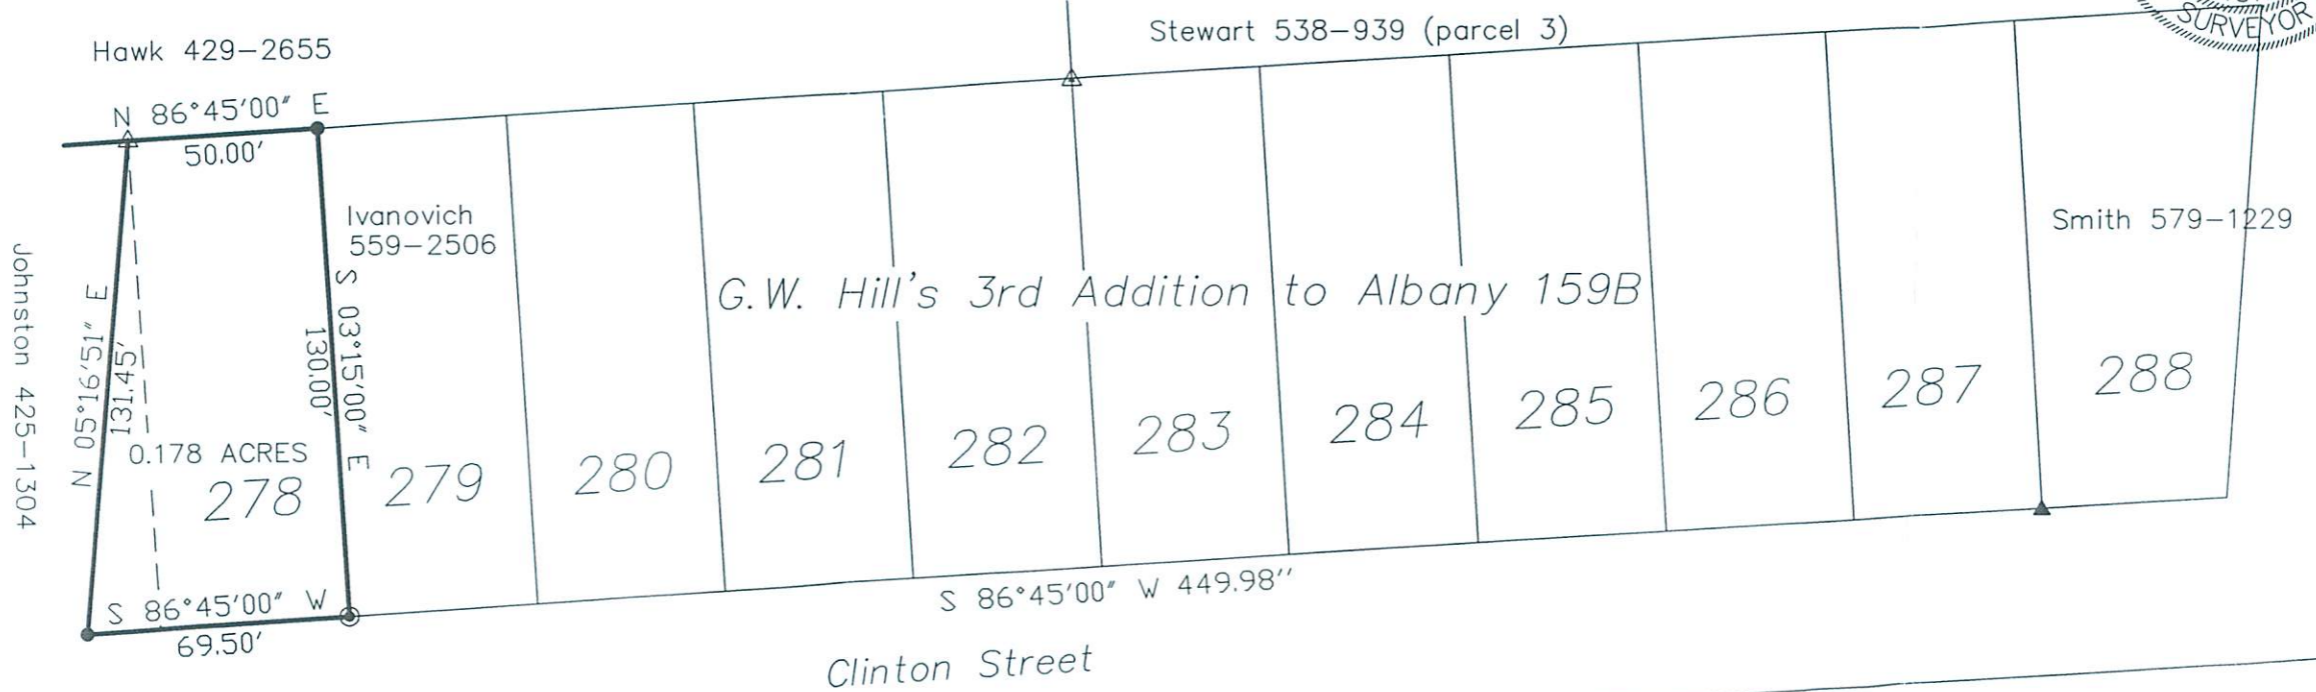 SURVEYOR
Stewart 538-939 (parcel 3)
Hawk 429-2655
N 86°45'00" E
50.00'
Ivanovich
559-2506
Smith 579-1229
Johnston 425-1304
N 05°16'51" E
131.45'
S 03°15'00" E
130.00'
G.W. Hill's 3rd Addition to Albany 159B
0.178 ACRES
278
279
280
281
282
283
284
285
286
287
288
S 86°45'00" W
69.50'
S 86°45'00" W 449.98''
Clinton Street